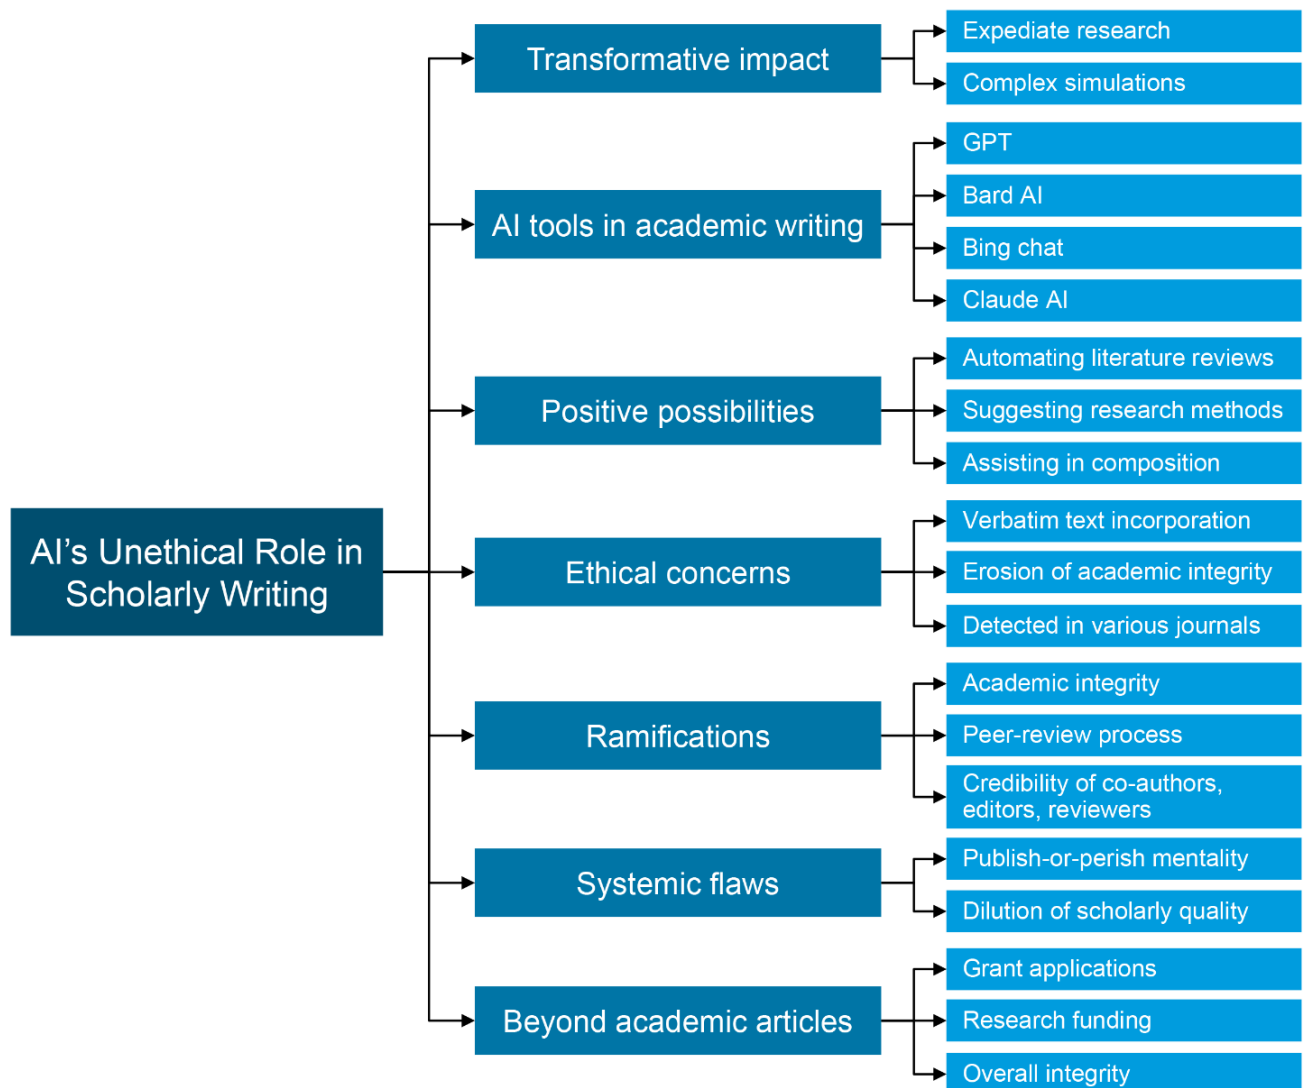 AI's Unethical Role in
Scholarly Writing
Transformative impact
Expediate research
Complex simulations
AI tools in academic writing
GPT
Bard AI
Bing chat
Claude AI
Positive possibilities
Automating literature reviews
Suggesting research methods
Assisting in composition
Ethical concerns
Verbatim text incorporation
Erosion of academic integrity
Detected in various journals
Ramifications
Academic integrity
Peer-review process
Credibility of co-authors,
editors, reviewers
Systemic flaws
Publish-or-perish mentality
Dilution of scholarly quality
Beyond academic articles
Grant applications
Research funding
Overall integrity